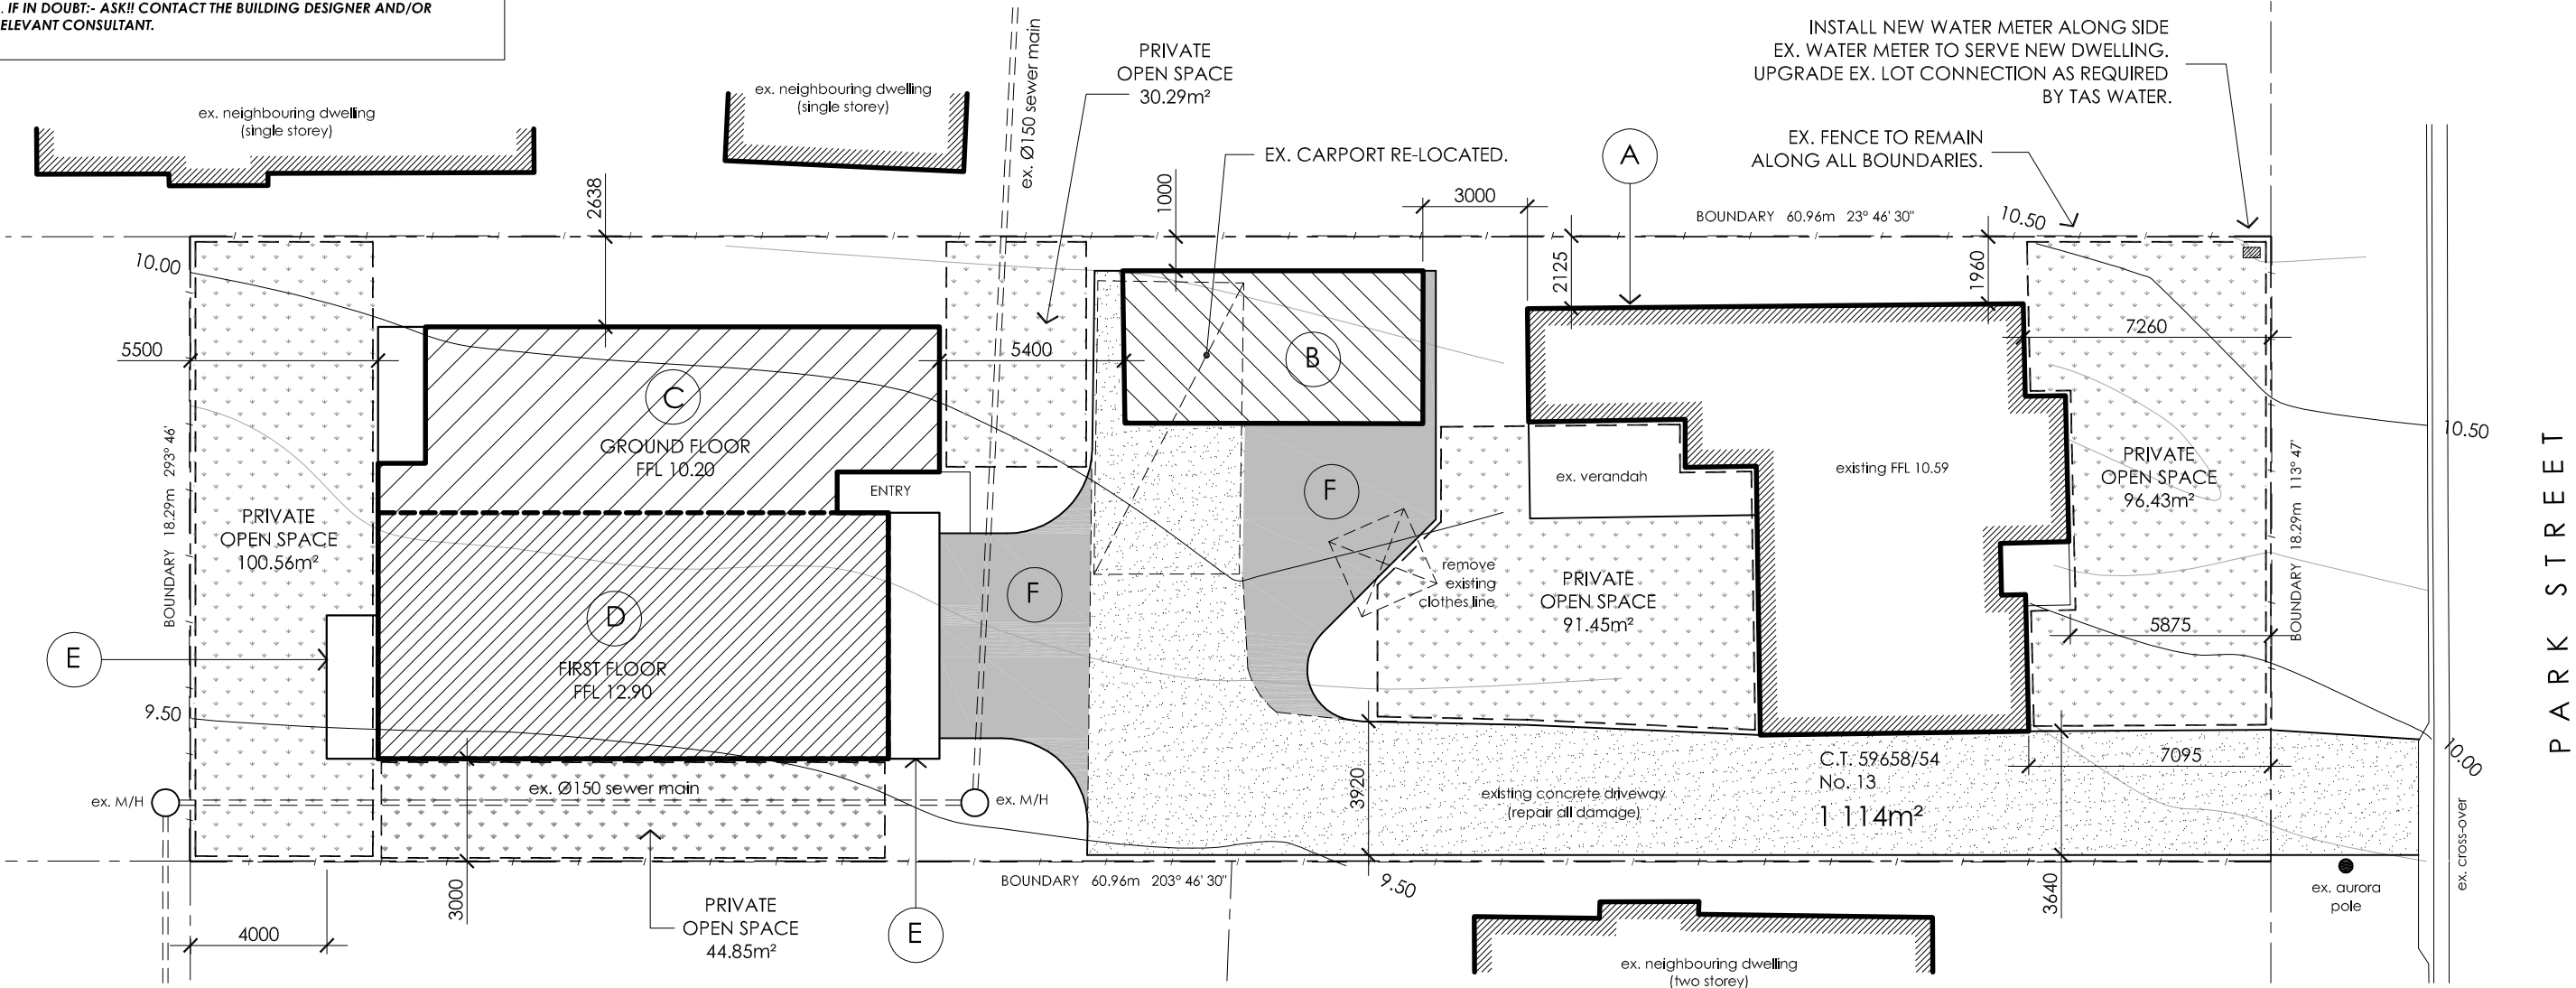 . IF IN DOUBT:- ASK!! CONTACT THE BUILDING DESIGNER AND/OR
ELEVANT CONSULTANT.
ex. neighbouring dwelling
(single storey)
ex. neighbouring dwelling
(single storey)
ex. Ø150 sewer main
PRIVATE
OPEN SPACE
30.29m²
INSTALL NEW WATER METER ALONG SIDE
EX. WATER METER TO SERVE NEW DWELLING.
UPGRADE EX. LOT CONNECTION AS REQUIRED
BY TAS WATER.
EX. CARPORT RE-LOCATED.
A
EX. FENCE TO REMAIN
ALONG ALL BOUNDARIES.
2638
1000
3000
BOUNDARY 60.96m 23° 46' 30"
10.50
10.00
2125
1960
5500
5400
7260
B
C
GROUND FLOOR
FFL 10.20
10.50
BOUNDARY 18.29m 293° 46'
PRIVATE
OPEN SPACE
100.56m²
ENTRY
F
ex. verandah
existing FFL 10.59
PRIVATE
OPEN SPACE
96.43m²
BOUNDARY 18.29m 113° 47'
PARK STREET
F
remove
existing
clothes line
PRIVATE
OPEN SPACE
91.45m²
5875
D
FIRST FLOOR
FFL 12.90
E
9.50
10.00
ex. M/H
ex. Ø150 sewer main
ex. M/H
3920
existing concrete driveway
(repair all damage)
C.T. 59658/54
No. 13
1 114m²
7095
ex. cross-over
3000
BOUNDARY 60.96m 203° 46' 30"
9.50
3640
ex. aurora
pole
4000
PRIVATE
OPEN SPACE
44.85m²
E
ex. neighbouring dwelling
(two storey)